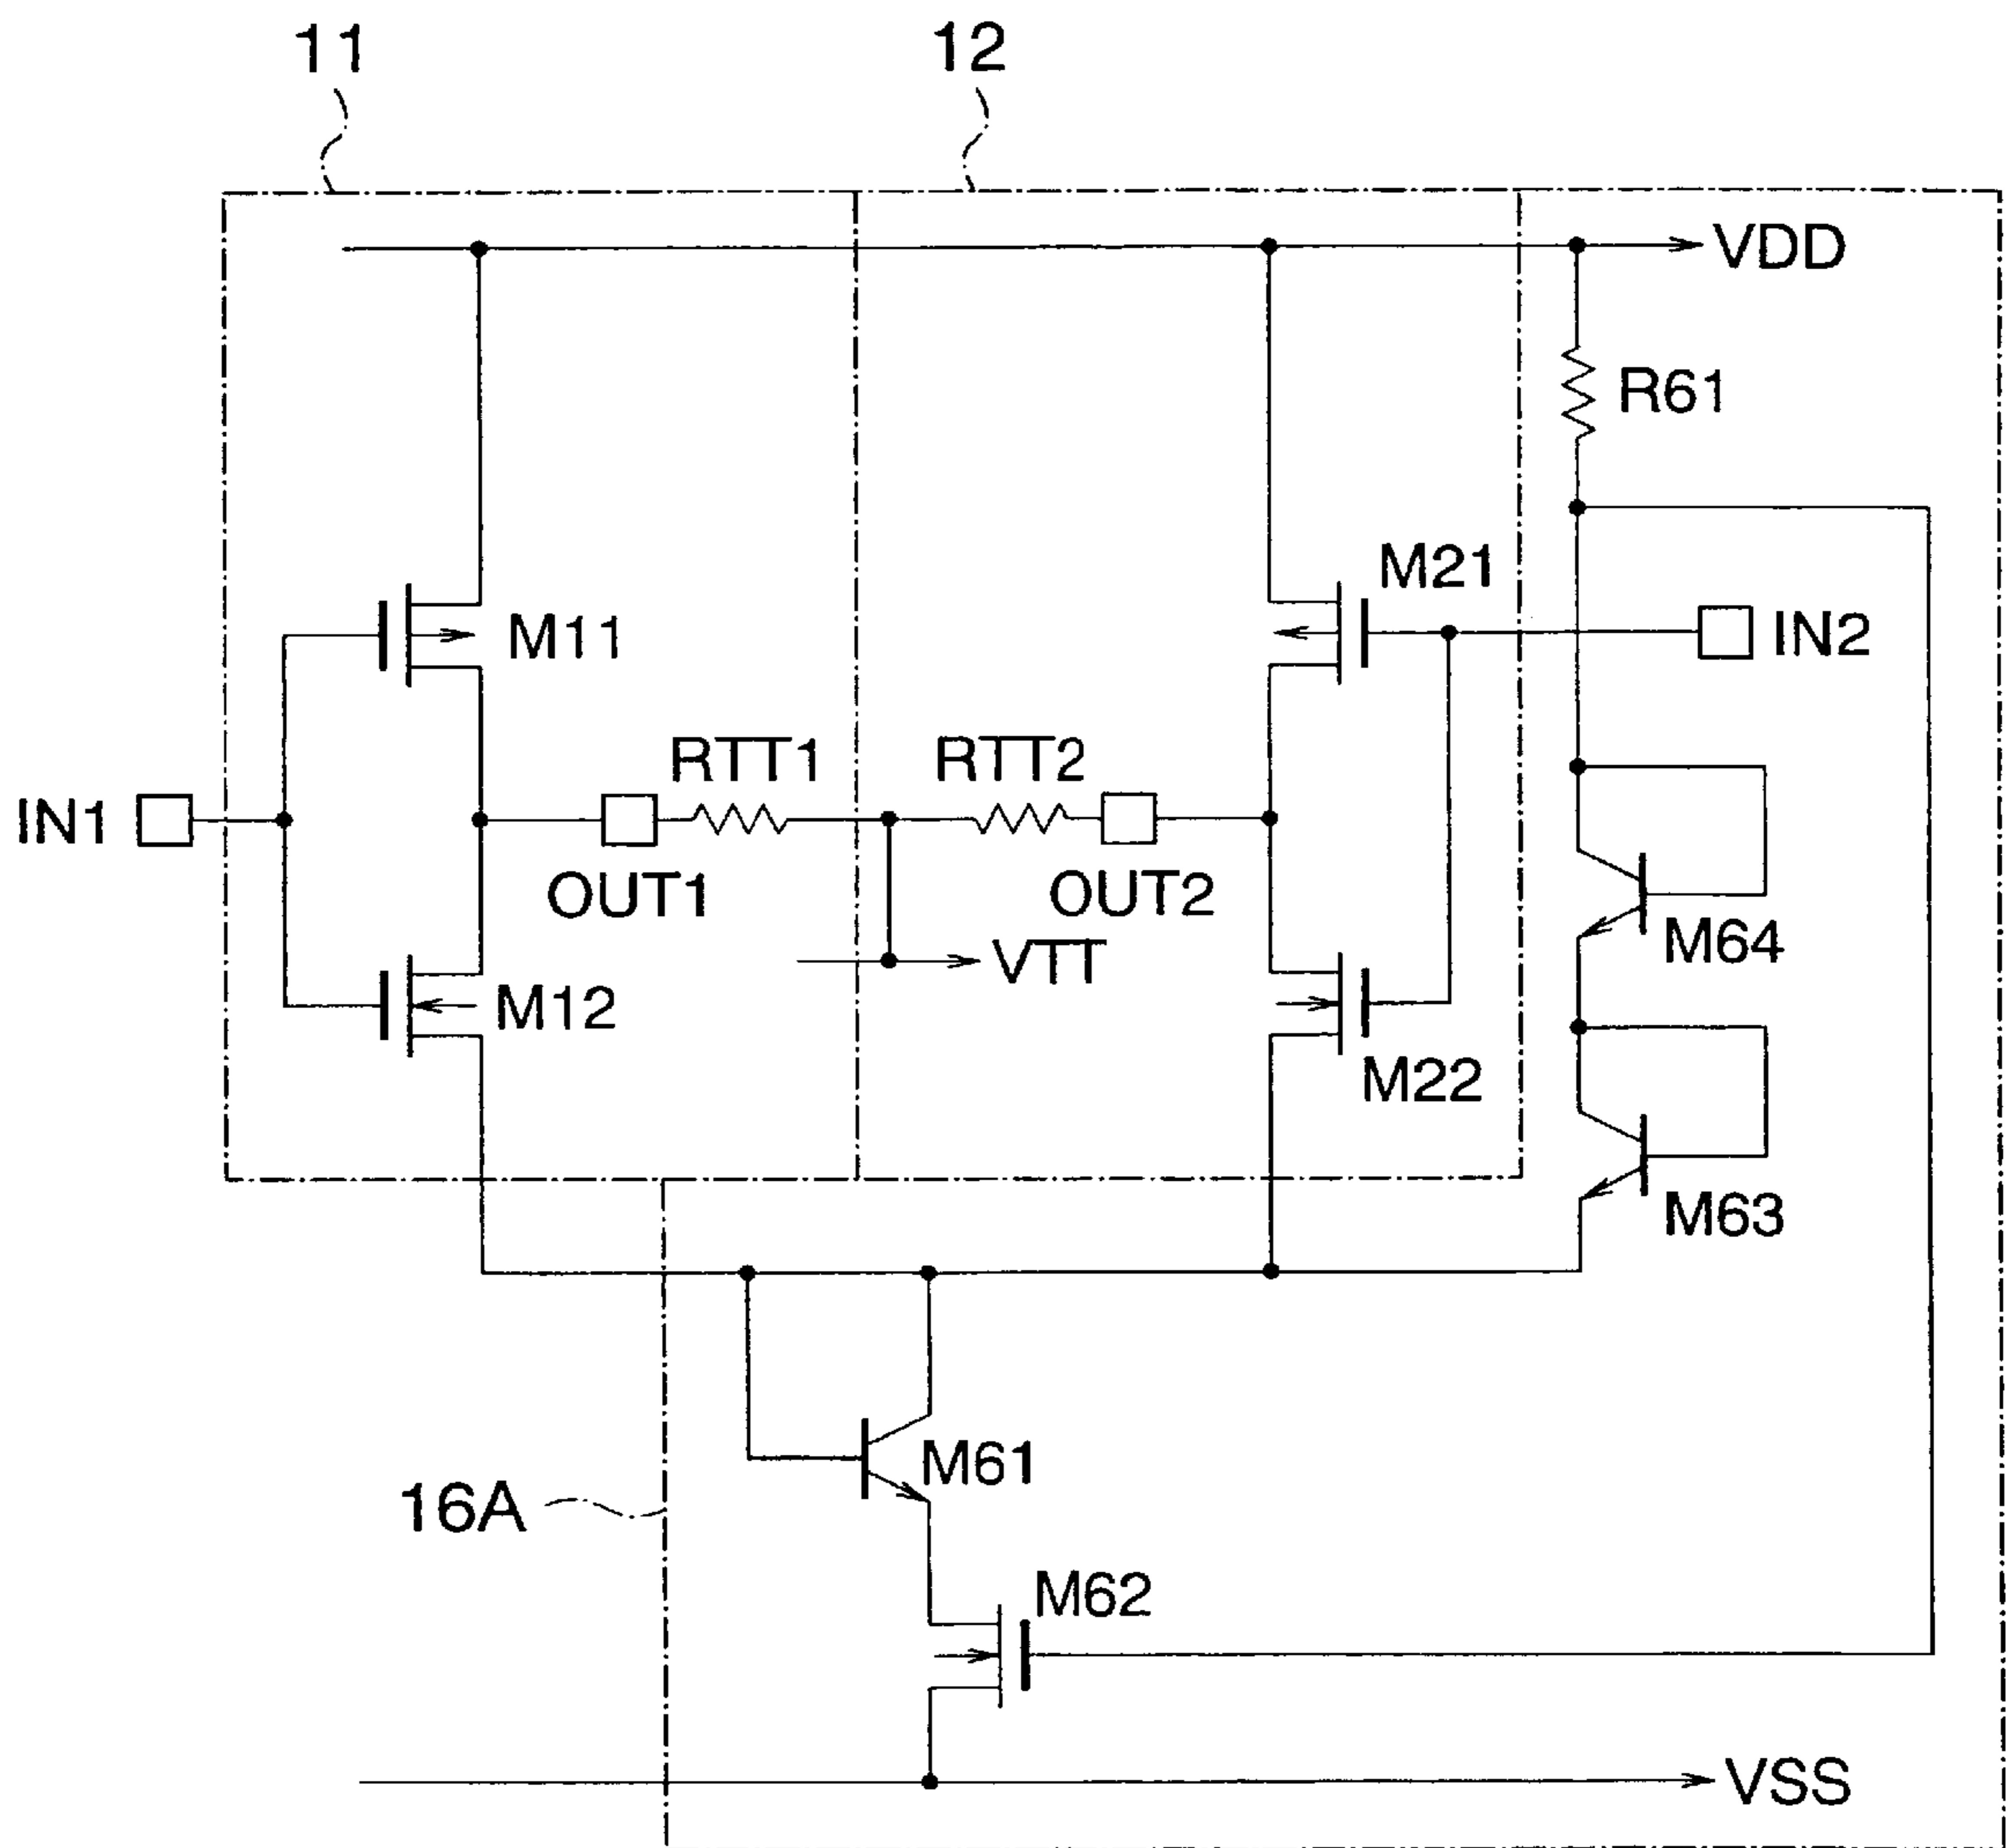 11
12
VDD
R61
M21
M11
IN2
RTT1
RTT2
IN1
OUT1
OUT2
M64
VTT
M12
M22
M63
M61
16A
M62
VSS